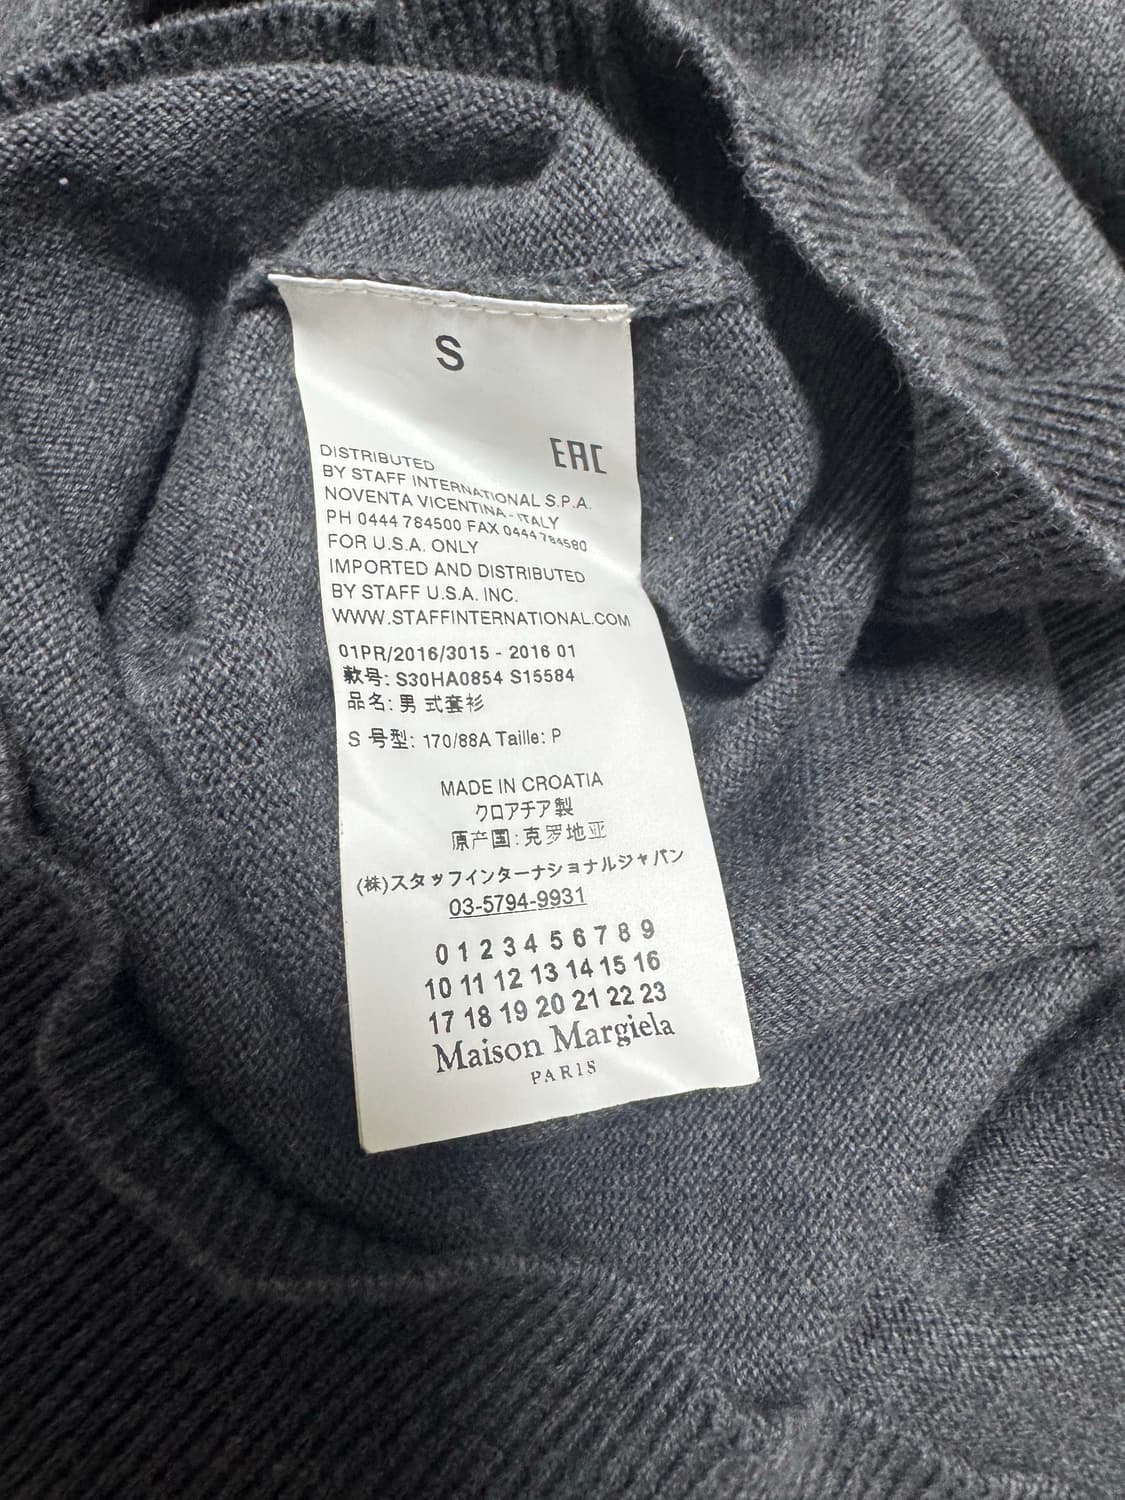 S
EAC
DISTRIBUTED
BY STAFF INTERNATIONAL S.P.A.
NOVENTA VICENTINA - ITALY
PH 0444 784500 FAX 0444 784580
FOR U.S.A. ONLY
IMPORTED AND DISTRIBUTED
BY STAFF U.S.A. INC.
WWW.STAFFINTERNATIONAL.COM
01PR/2016/3015 - 2016 01
款号: S30HA0854 S15584
品名: 男 式套衫
S 号型: 170/88A Taille: P
MADE IN CROATIA
クロアチア製
原产国: 克罗地亚
(株)スタッフインターナショナルジャパン
03-5794-9931
0 1 2 3 4 5 6 7 8 9
10 11 12 13 14 15 16
17 18 19 20 21 22 23
Maison Margiela
PARIS